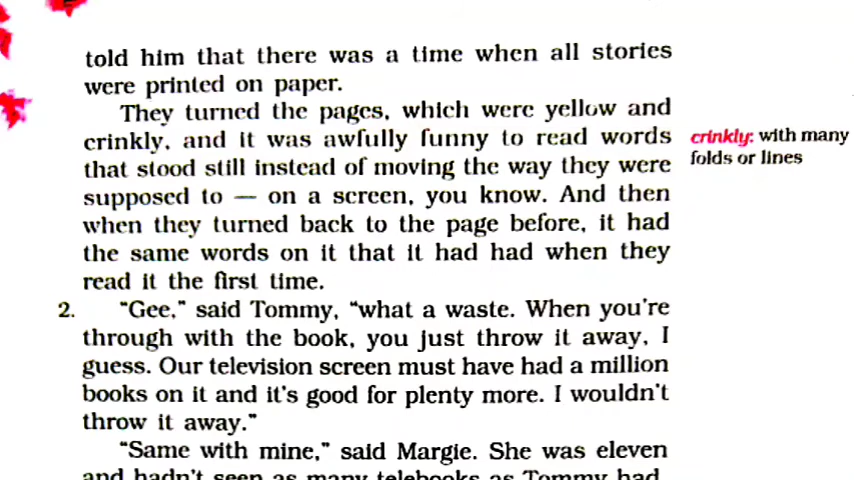 told him that there was a time when all stories
were printed on paper.
They turned the pages, which were yellow and
crinkly, and it was awfully funny to read words
that stood still instead of moving the way they were
supposed to — on a screen, you know. And then
when they turned back to the page before, it had
the same words on it that it had had when they
read it the first time.
crinkly: with many
folds or lines
2. "Gee," said Tommy, "what a waste. When you're
through with the book, you just throw it away, I
guess. Our television screen must have had a million
books on it and it's good for plenty more. I wouldn't
throw it away."
"Same with mine," said Margie. She was eleven
and hadn't seen as many telebooks as Tommy had.